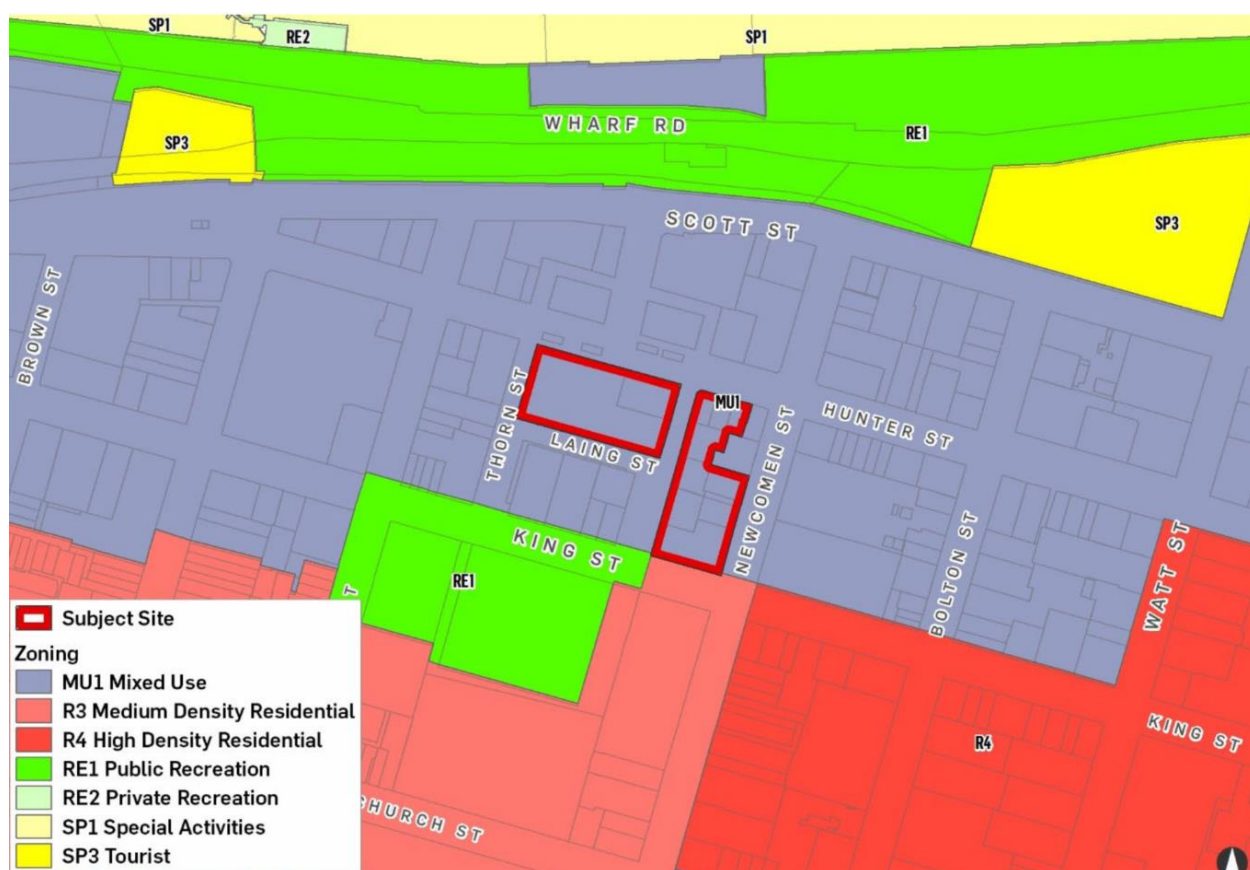 SP1
RE2
SP1
WHARF RD
RE1
SP3
SCOTT ST
SP3
BROWN ST
THORN ST
MU1
HUNTER ST
LAING ST
NEWCOMEN ST
KING ST
BOLTON ST
WATT ST
RE1
T
KING ST
R4
CHURCH ST
Subject Site
Zoning
MU1 Mixed Use
R3 Medium Density Residential
R4 High Density Residential
RE1 Public Recreation
RE2 Private Recreation
SP1 Special Activities
SP3 Tourist